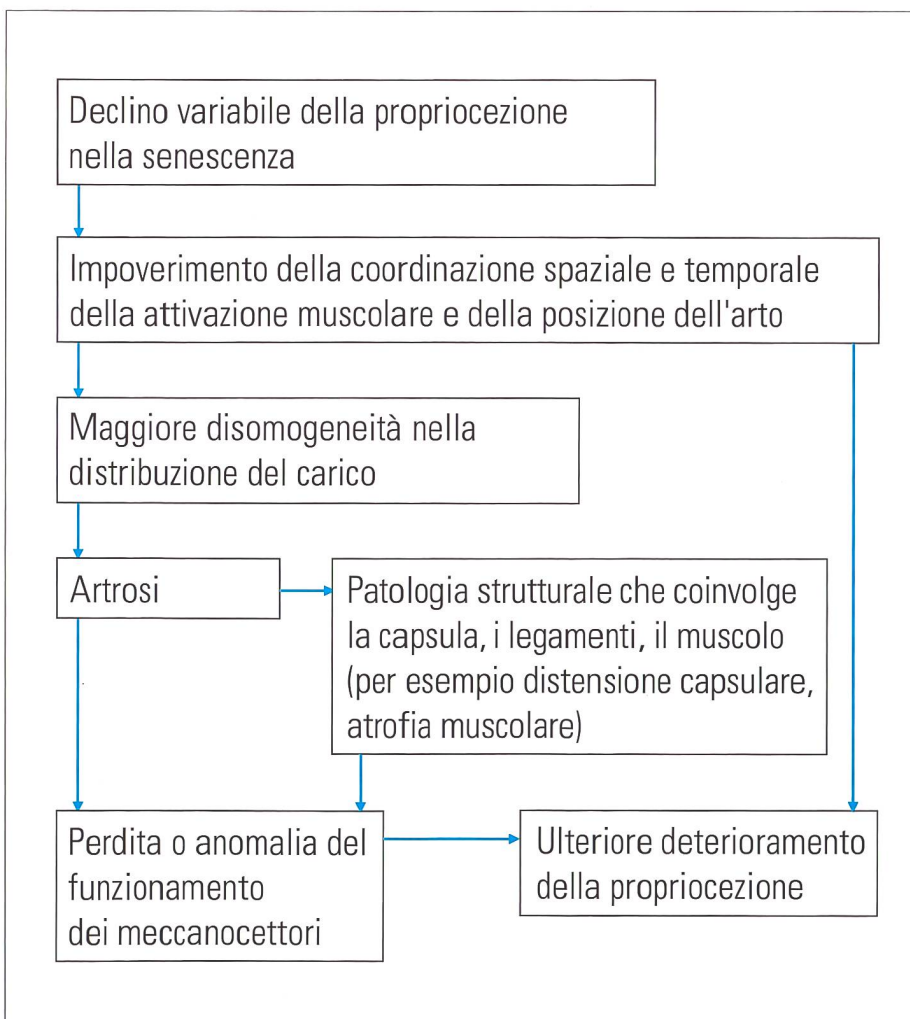 Declino variabile della propriocezione
nella senescenza
Impoverimento della coordinazione spaziale e temporale
della attivazione muscolare e della posizione dell'arto
Maggiore disomogeneità nella
distribuzione del carico
Artrosi
Patologia strutturale che coinvolge
la capsula, i legamenti, il muscolo
(per esempio distensione capsulare,
atrofia muscolare)
Perdita o anomalia del
funzionamento
dei meccanocettori
Ulteriore deterioramento
della propriocezione